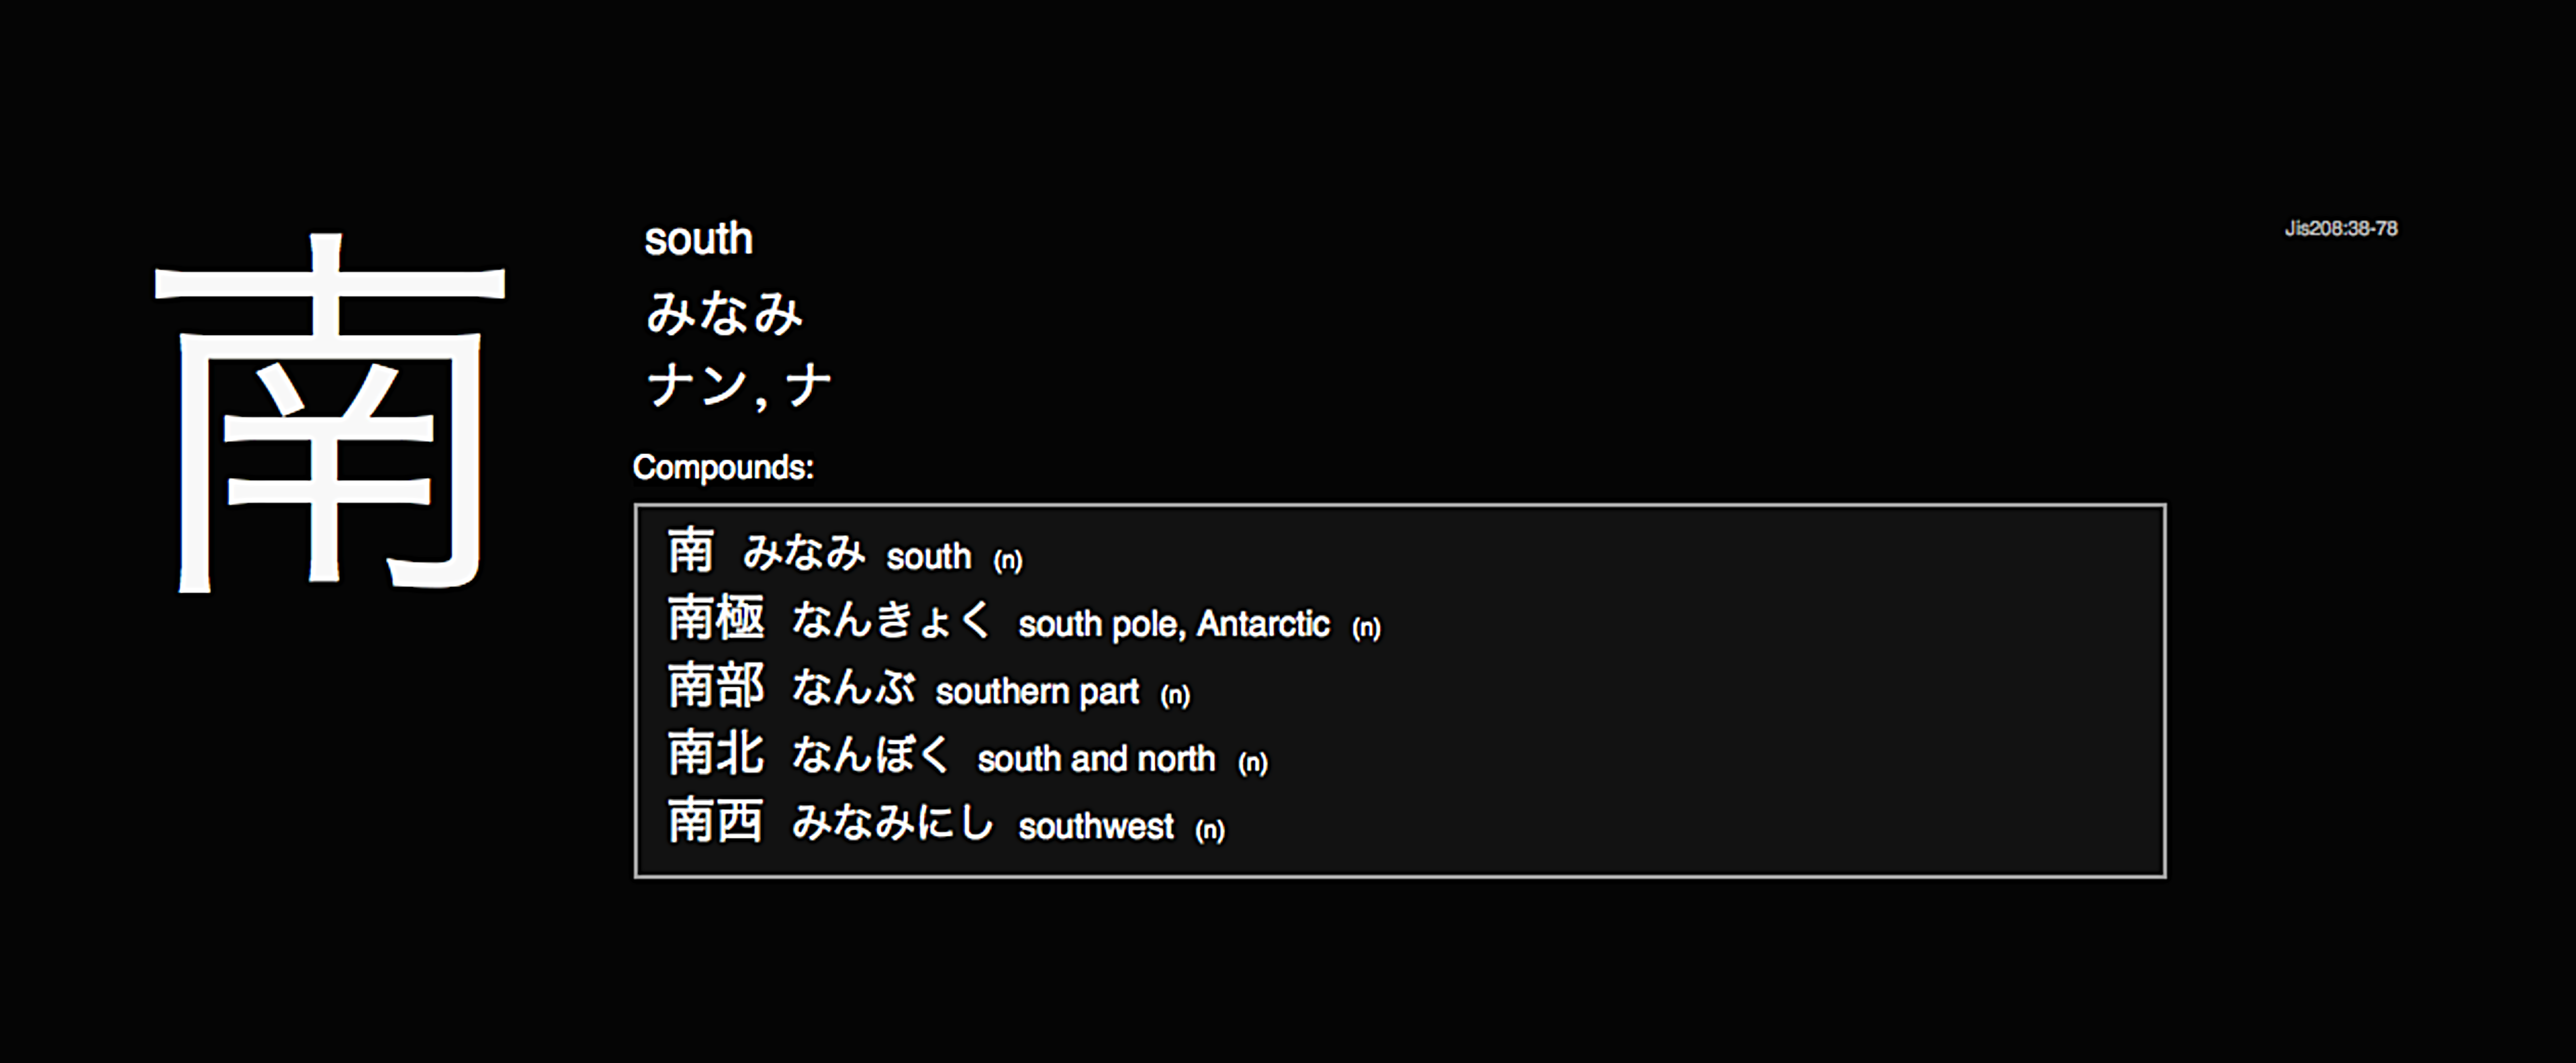 南
south
みなみ
ナン, ナ
Jis208:38-78
Compounds:
南 みなみ south (n)
南極 なんきょく south pole, Antarctic (n)
南部 なんぶ southern part (n)
南北 なんぼく south and north (n)
南西 みなみにし southwest (n)